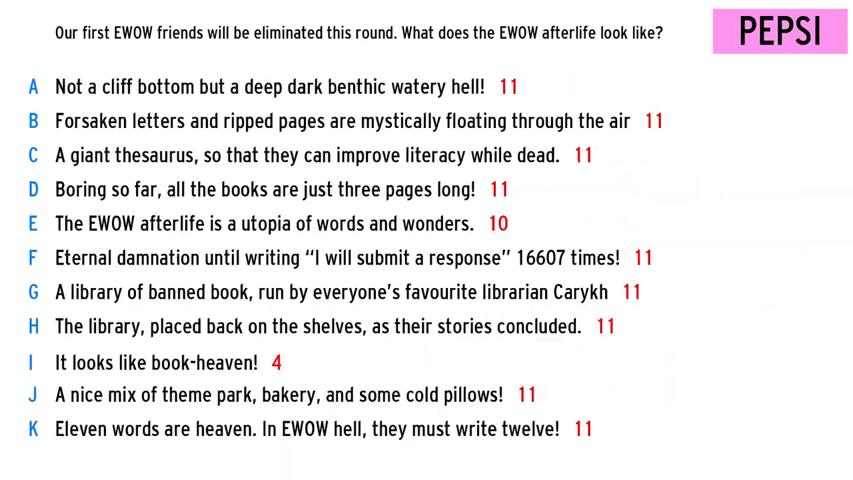 Our first EWOW friends will be eliminated this round. What does the EWOW afterlife look like?
PEPSI
A Not a cliff bottom but a deep dark benthic watery hell! 11
B Forsaken letters and ripped pages are mystically floating through the air 11
C A giant thesaurus, so that they can improve literacy while dead. 11
D Boring so far, all the books are just three pages long! 11
E The EWOW afterlife is a utopia of words and wonders. 10
F Eternal damnation until writing “I will submit a response” 16607 times! 11
G A library of banned book, run by everyone’s favourite librarian Carykh 11
H The library, placed back on the shelves, as their stories concluded. 11
I It looks like book-heaven! 4
J A nice mix of theme park, bakery, and some cold pillows! 11
K Eleven words are heaven. In EWOW hell, they must write twelve! 11